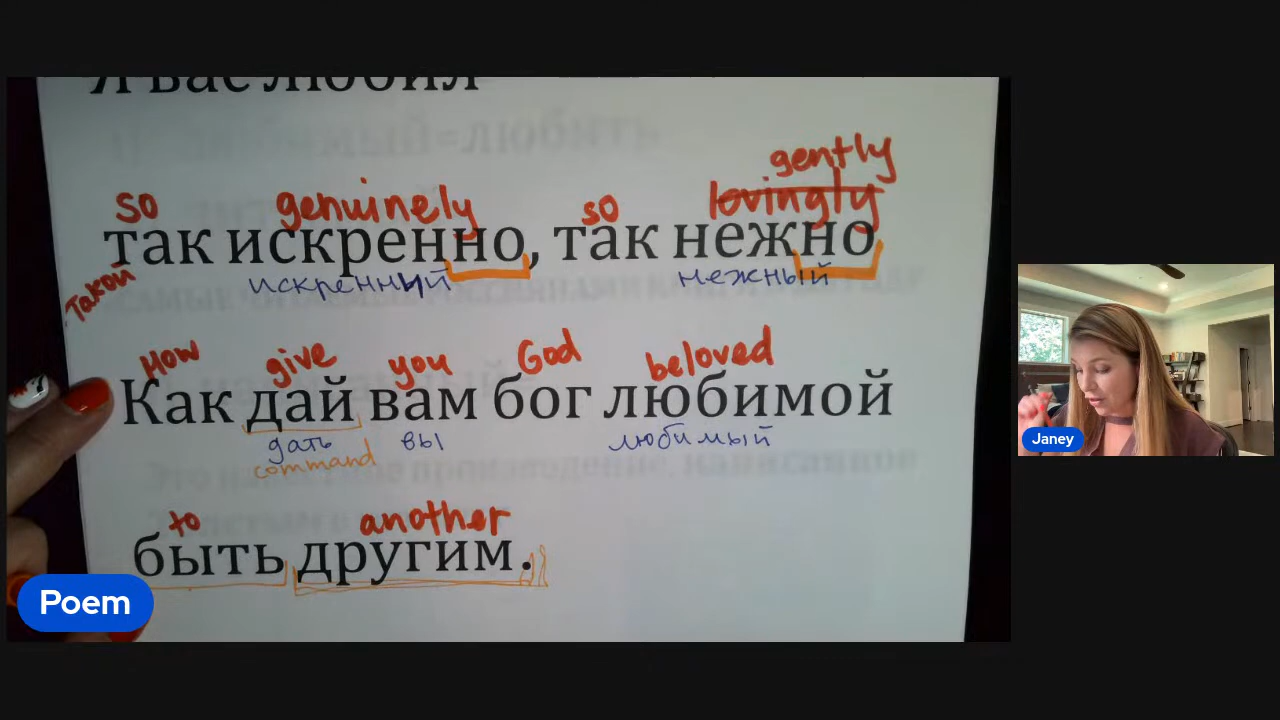 Я вас любил
gently
so genuinely so lovingly
так искренно, так нежно
такой искренный нежный
How give you God beloved
Как дай вам бог любимой
дать вы любимый
command
to another
быть другим.
Poem
Janey